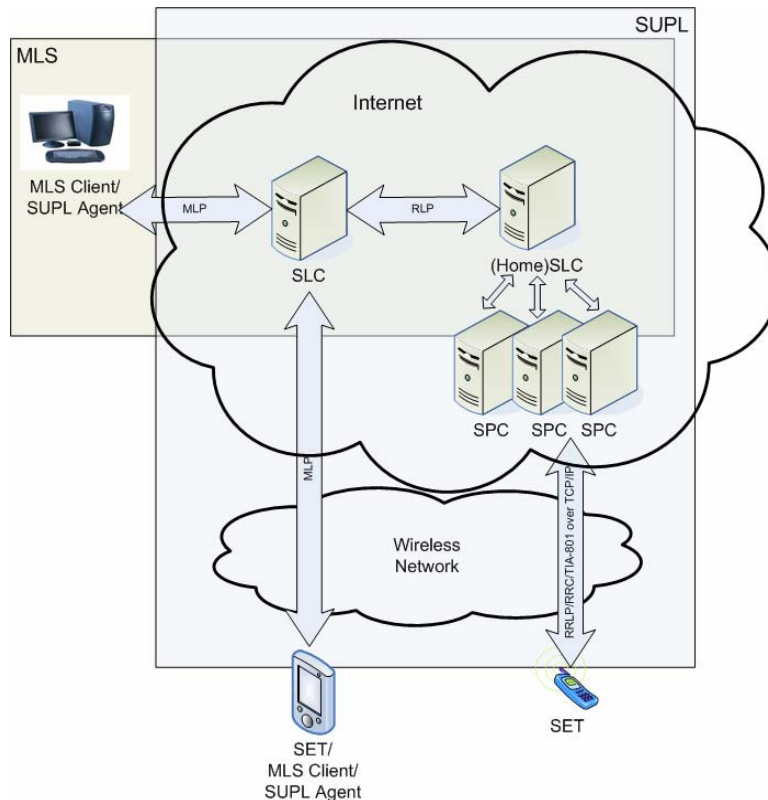 SUPL
MLS
Internet
MLS Client/
SUPL Agent
MLP
RLP
SLC
(Home)SLC
SPC
SPC
SPC
MLP
RRLP/RRC/TIA-801 over TCP/IP
Wireless
Network
SET/
MLS Client/
SUPL Agent
SET